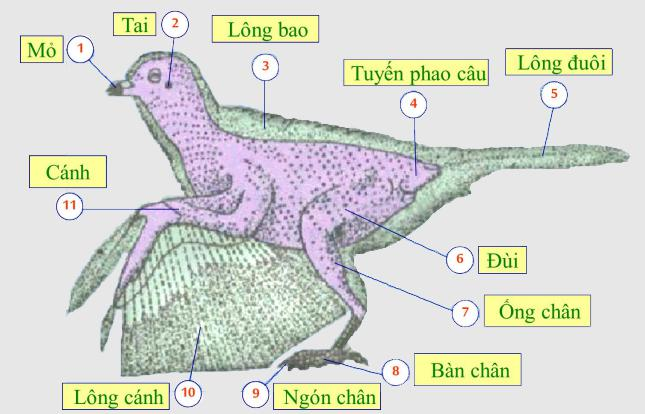 Tai 2
Lông bao
Mỏ 1
3
Tuyến phao câu
Lông đuôi
4
5
Cánh
11
6 Đùi
7 Ống chân
8 Bàn chân
Lông cánh 10
9 Ngón chân